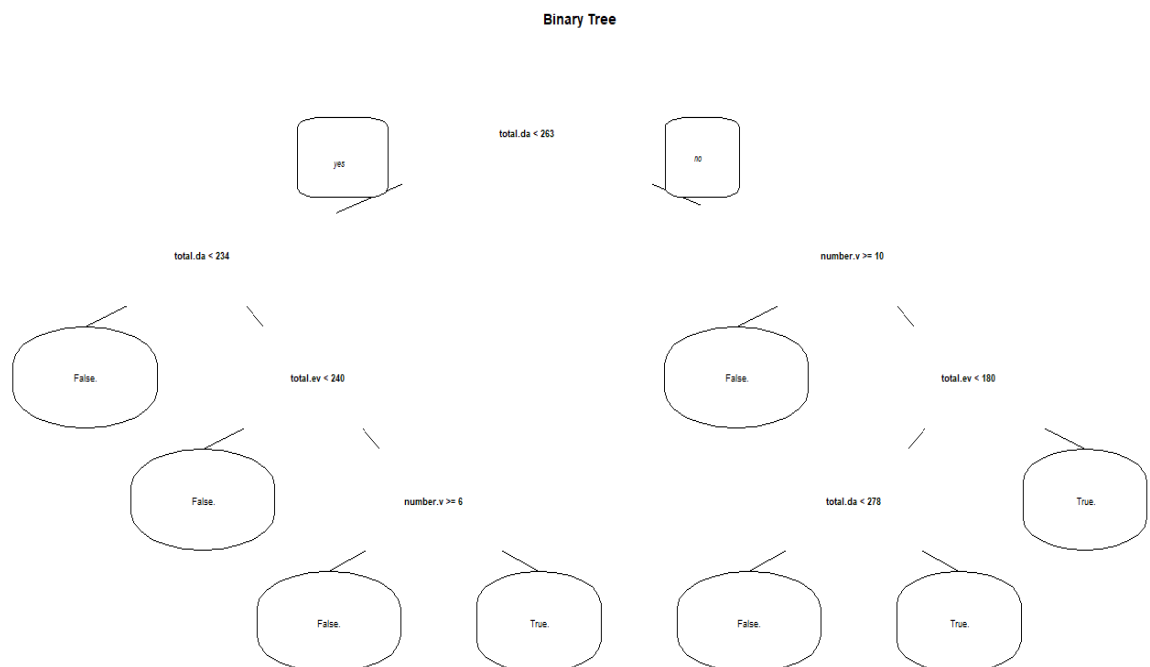 Binary Tree
total.da < 263
yes
no
total.da < 234
number.v >= 10
False.
total.ev < 240
False.
total.ev < 180
False.
number.v >= 6
total.da < 278
True.
False.
True.
False.
True.